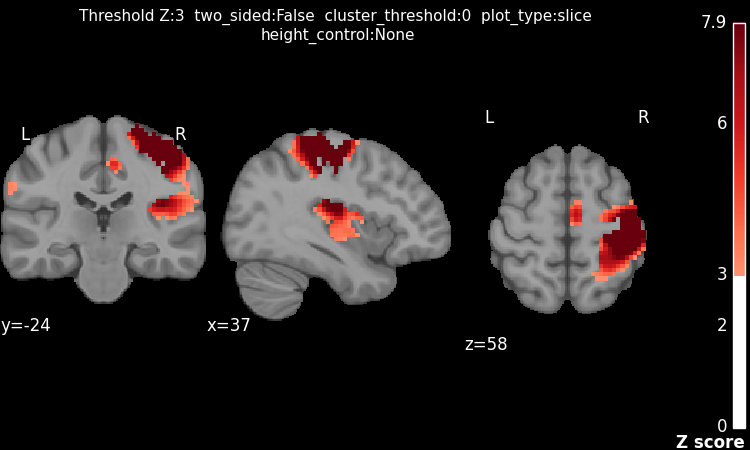 Threshold Z:3  two_sided:False  cluster_threshold:0  plot_type:slice
height_control:None
7.9
L
R
L
R
6
3
y=-24
x=37
2
z=58
0
Z score